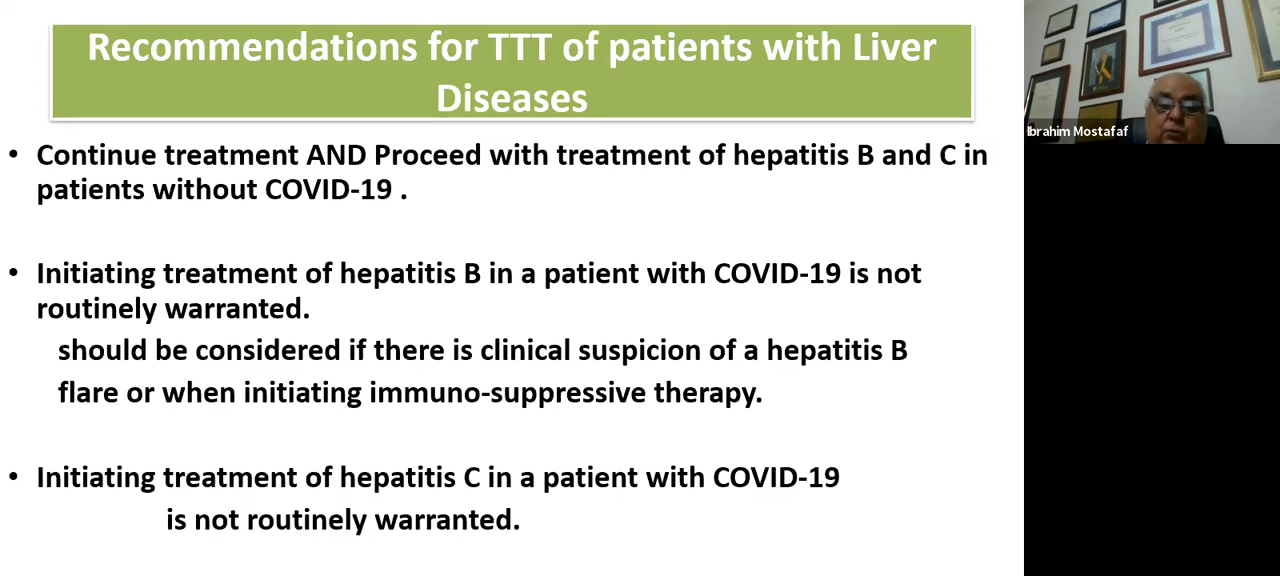 Recommendations for TTT of patients with Liver
Diseases
• Continue treatment AND Proceed with treatment of hepatitis B and C in
patients without COVID-19 .
• Initiating treatment of hepatitis B in a patient with COVID-19 is not
routinely warranted.
should be considered if there is clinical suspicion of a hepatitis B
flare or when initiating immuno-suppressive therapy.
• Initiating treatment of hepatitis C in a patient with COVID-19
is not routinely warranted.
Ibrahim Mostafaf